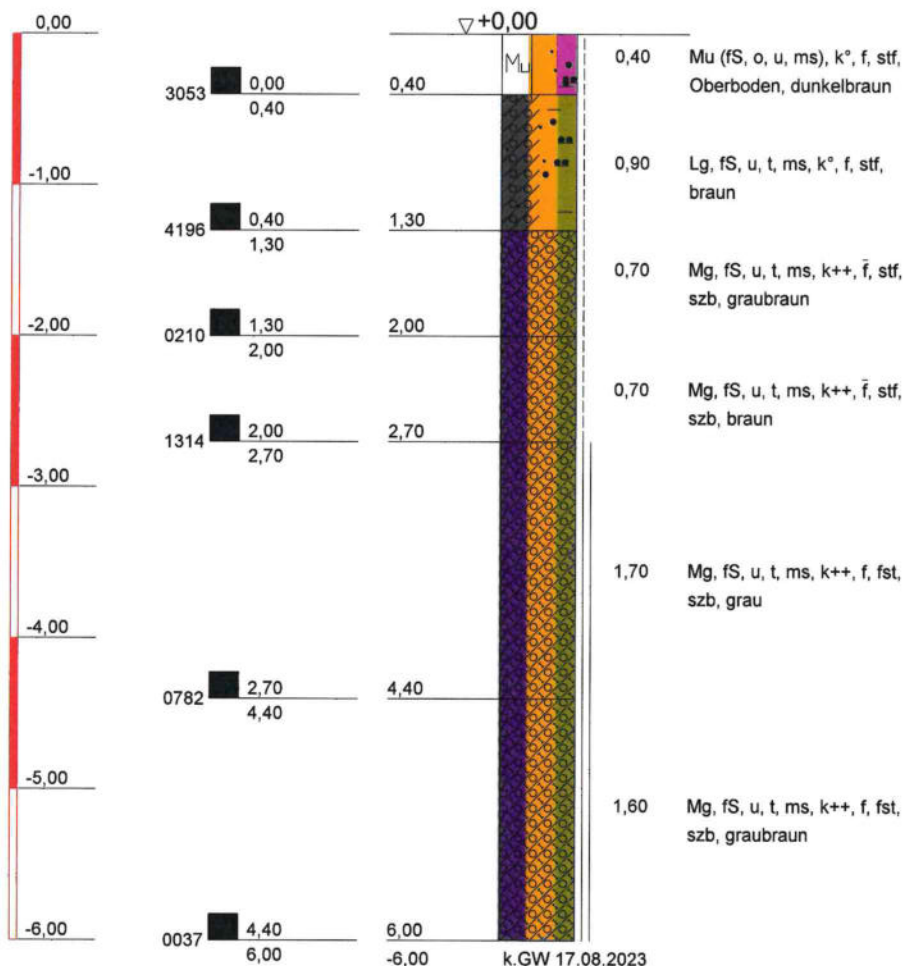 0,00
▽ +0,00
Mu
3053
0,00
0,40
0,40
0,40
Mu (fS, o, u, ms), k°, f, stf,
Oberboden, dunkelbraun
-1,00
4196
0,40
1,30
1,30
0,90
Lg, fS, u, t, ms, k°, f, stf,
braun
-2,00
0210
1,30
2,00
2,00
0,70
Mg, fS, u, t, ms, k++, f̄, stf,
szb, graubraun
1314
2,00
2,70
2,70
0,70
Mg, fS, u, t, ms, k++, f̄, stf,
szb, braun
-3,00
1,70
Mg, fS, u, t, ms, k++, f, fst,
szb, grau
-4,00
0782
2,70
4,40
4,40
-5,00
1,60
Mg, fS, u, t, ms, k++, f, fst,
szb, graubraun
-6,00
0037
4,40
6,00
6,00
-6,00
k.GW 17.08.2023